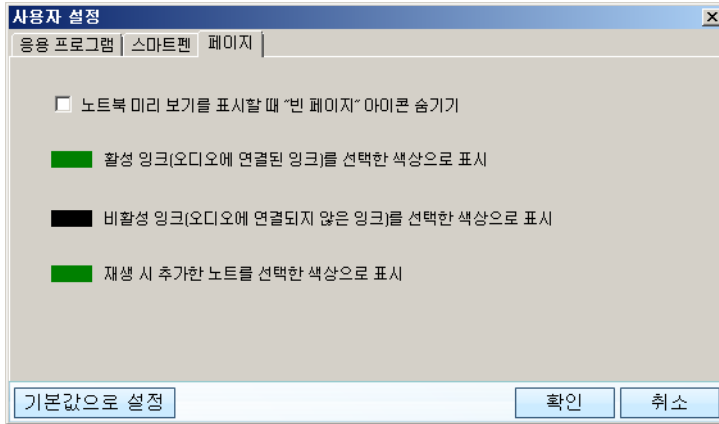 사용자 설정
응용 프로그램 스마트펜 페이지
노트북 미리 보기를 표시할 때 "빈 페이지" 아이콘 숨기기
활성 잉크(오디오에 연결된 잉크)를 선택한 색상으로 표시
비활성 잉크(오디오에 연결되지 않은 잉크)를 선택한 색상으로 표시
재생 시 추가한 노트를 선택한 색상으로 표시
기본값으로 설정 확인 취소